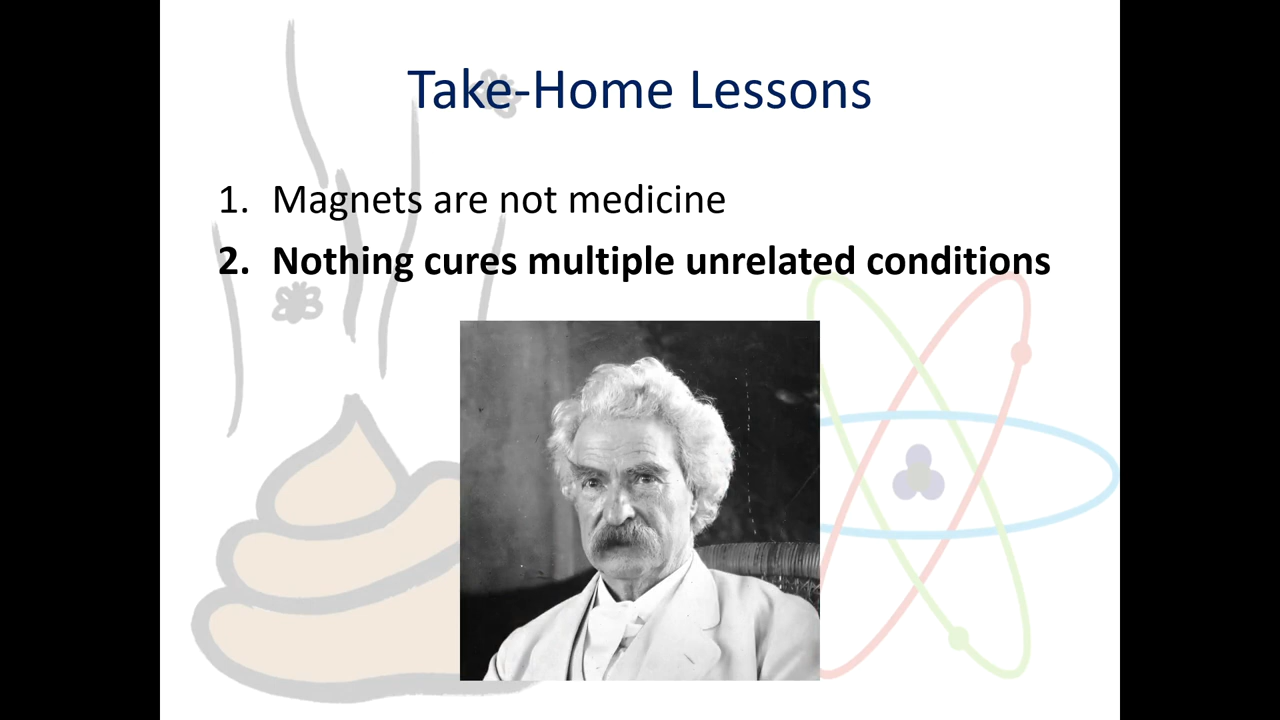 Take-Home Lessons
1. Magnets are not medicine
2. Nothing cures multiple unrelated conditions